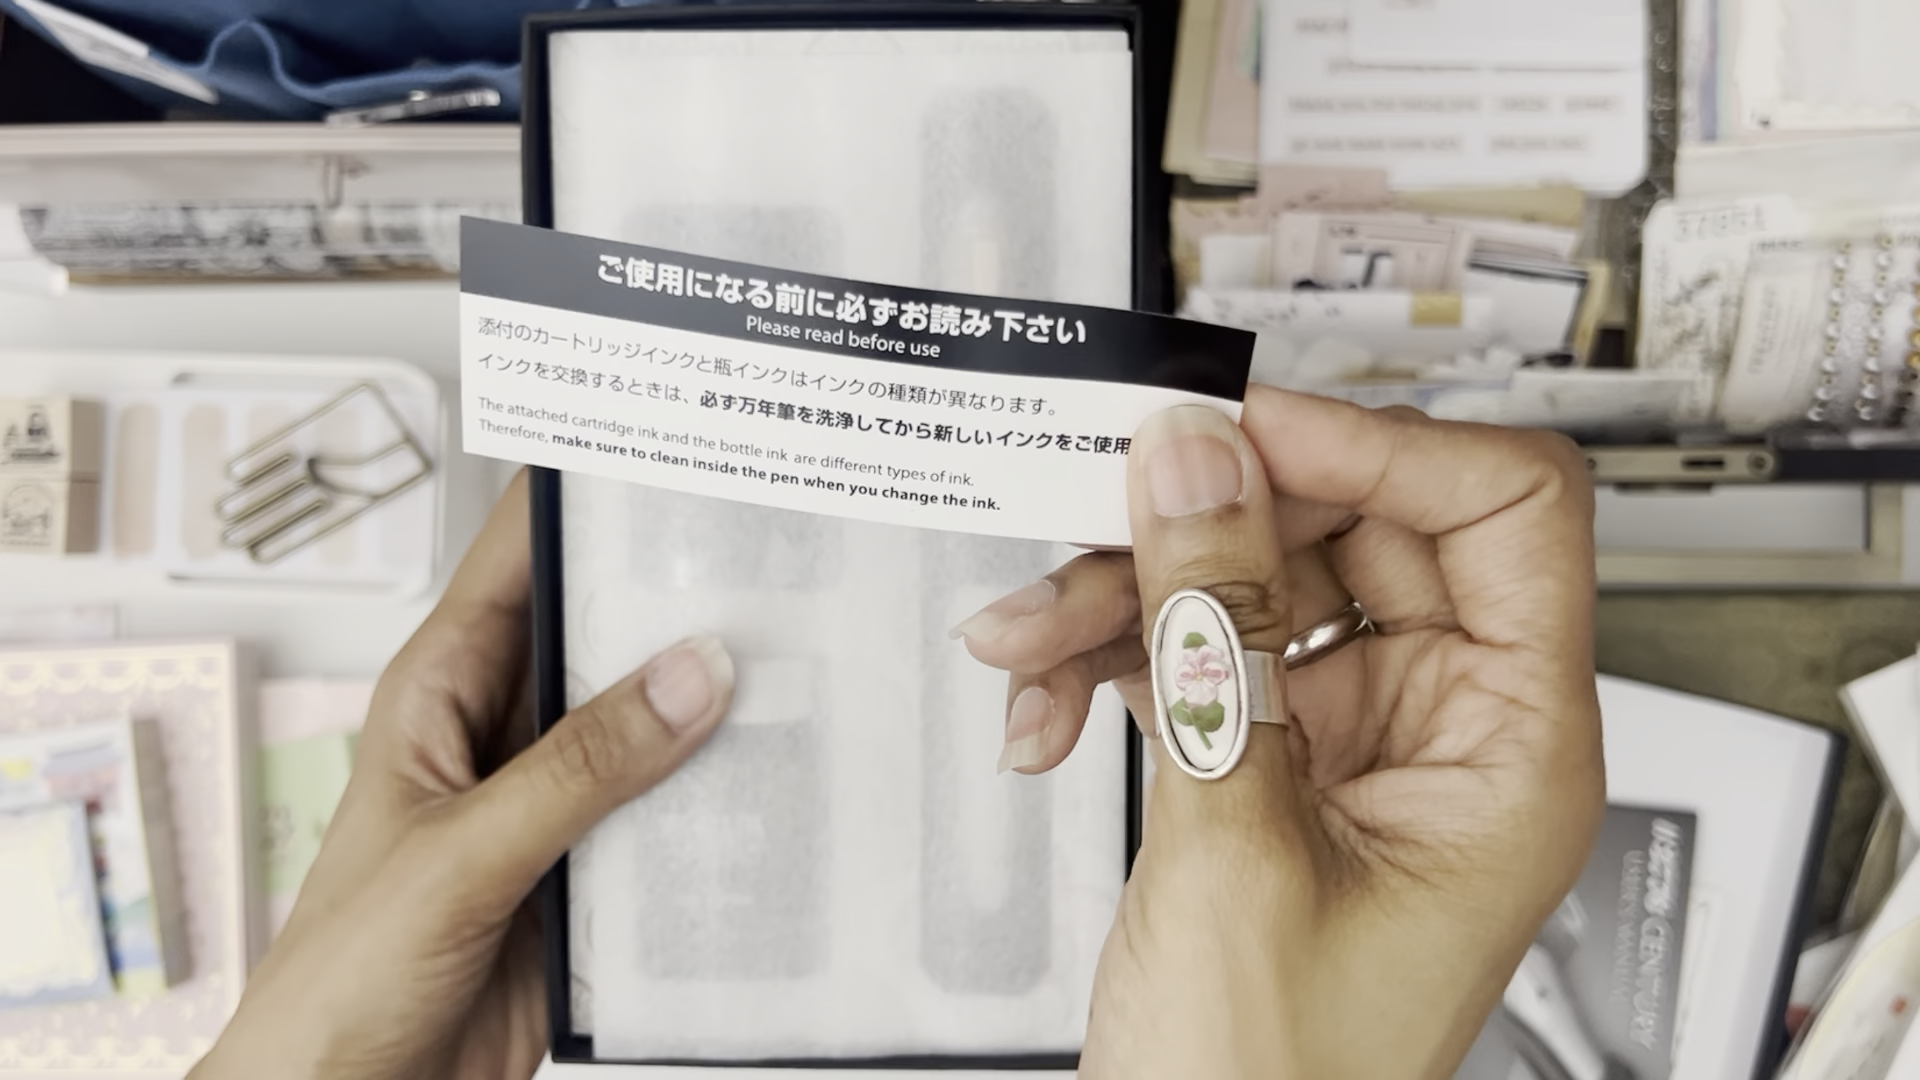 ご使用になる前に必ずお読み下さい
Please read before use
添付のカートリッジインクと瓶インクはインクの種類が異なります。
インクを交換するときは、必ず万年筆を洗浄してから新しいインクをご使用
The attached cartridge ink and the bottle ink are different types of ink.
Therefore, make sure to clean inside the pen when you change the ink.